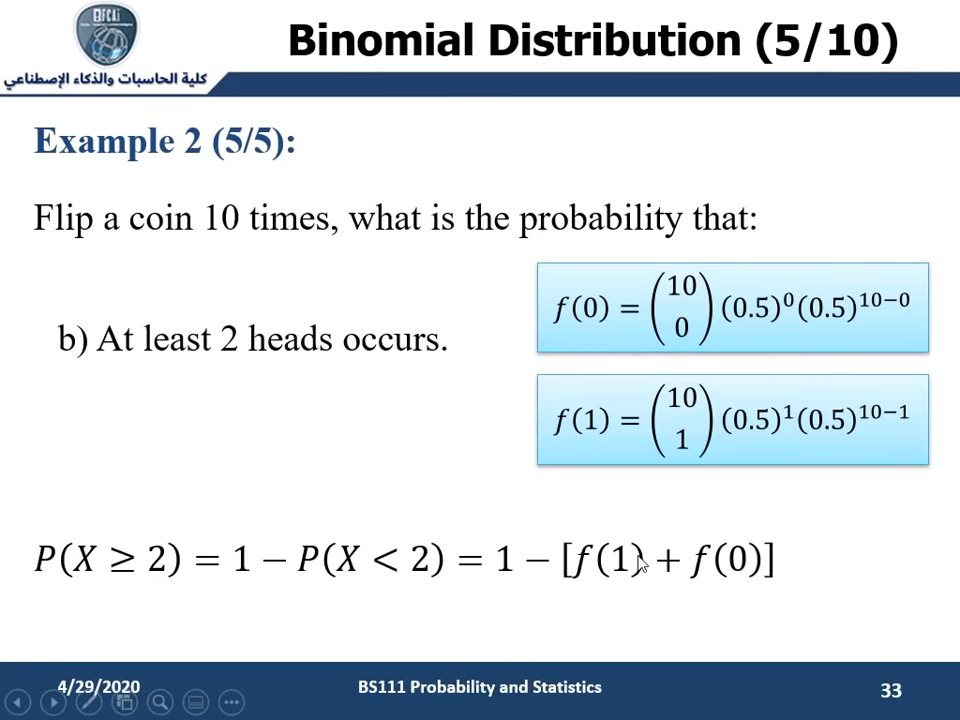 BFCAI
Binomial Distribution (5/10)
كلية الحاسبات والذكاء الإصطناعي
Example 2 (5/5):
Flip a coin 10 times, what is the probability that:
f(0) = (10 0) (0.5)⁰(0.5)¹⁰⁻⁰
b) At least 2 heads occurs.
f(1) = (10 1) (0.5)¹(0.5)¹⁰⁻¹
P(X ≥ 2) = 1 − P(X < 2) = 1 − [f(1) + f(0)]
4/29/2020
BS111 Probability and Statistics
33